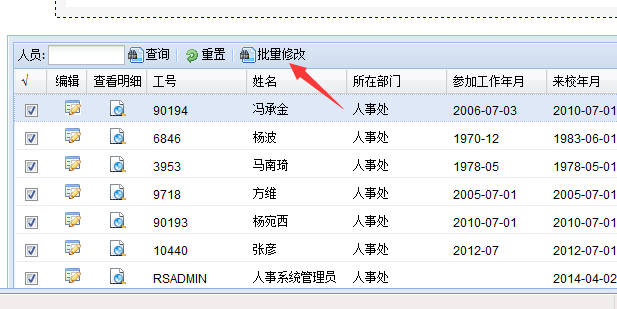 人员: 查询 重置 批量修改
√ 编辑 查看明细 工号 姓名 所在部门 参加工作年月 来校年月
90194 冯承金 人事处 2006-07-03 2010-07-01
6846 杨波 人事处 1970-12 1983-06-01
3953 马南琦 人事处 1978-05 1978-05-01
9718 方维 人事处 2005-07-01 2005-07-01
90193 杨宛西 人事处 2010-07-01 2010-07-01
10440 张彦 人事处 2012-07 2012-07-01
RSADMIN 人事系统管理员 人事处 2014-04-02